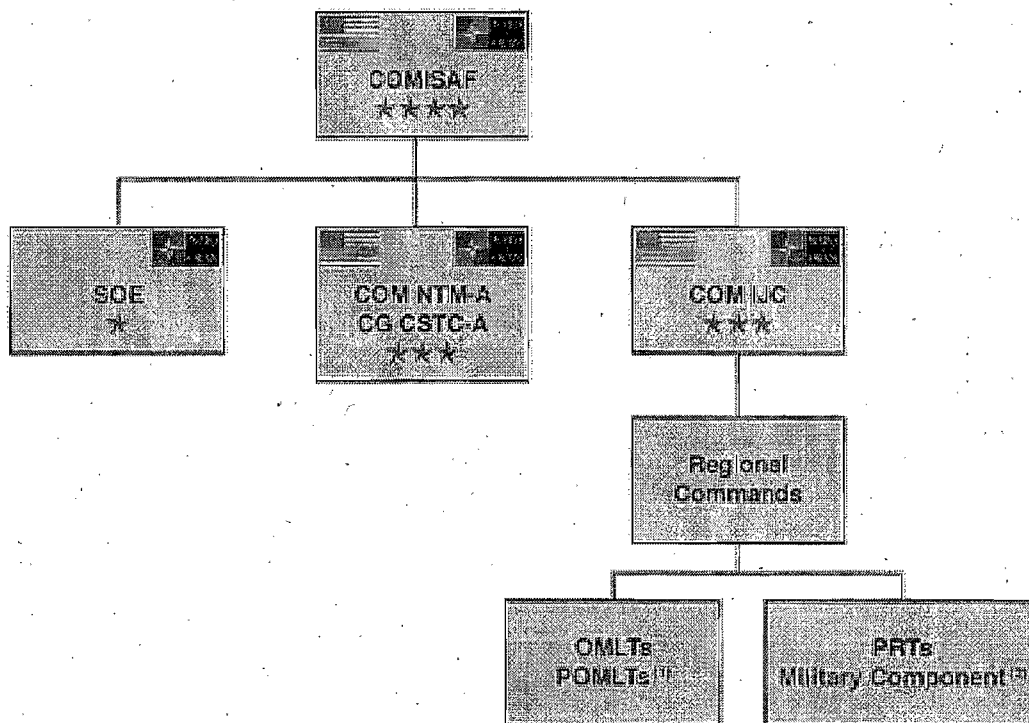 COMISAF
★★★★
SOE
★
COM NTM-A
CG CSTC-A
★★★
COM IJC
★★★
Regional
Commands
OMLTs
POMLTs
PRTs
Military Component